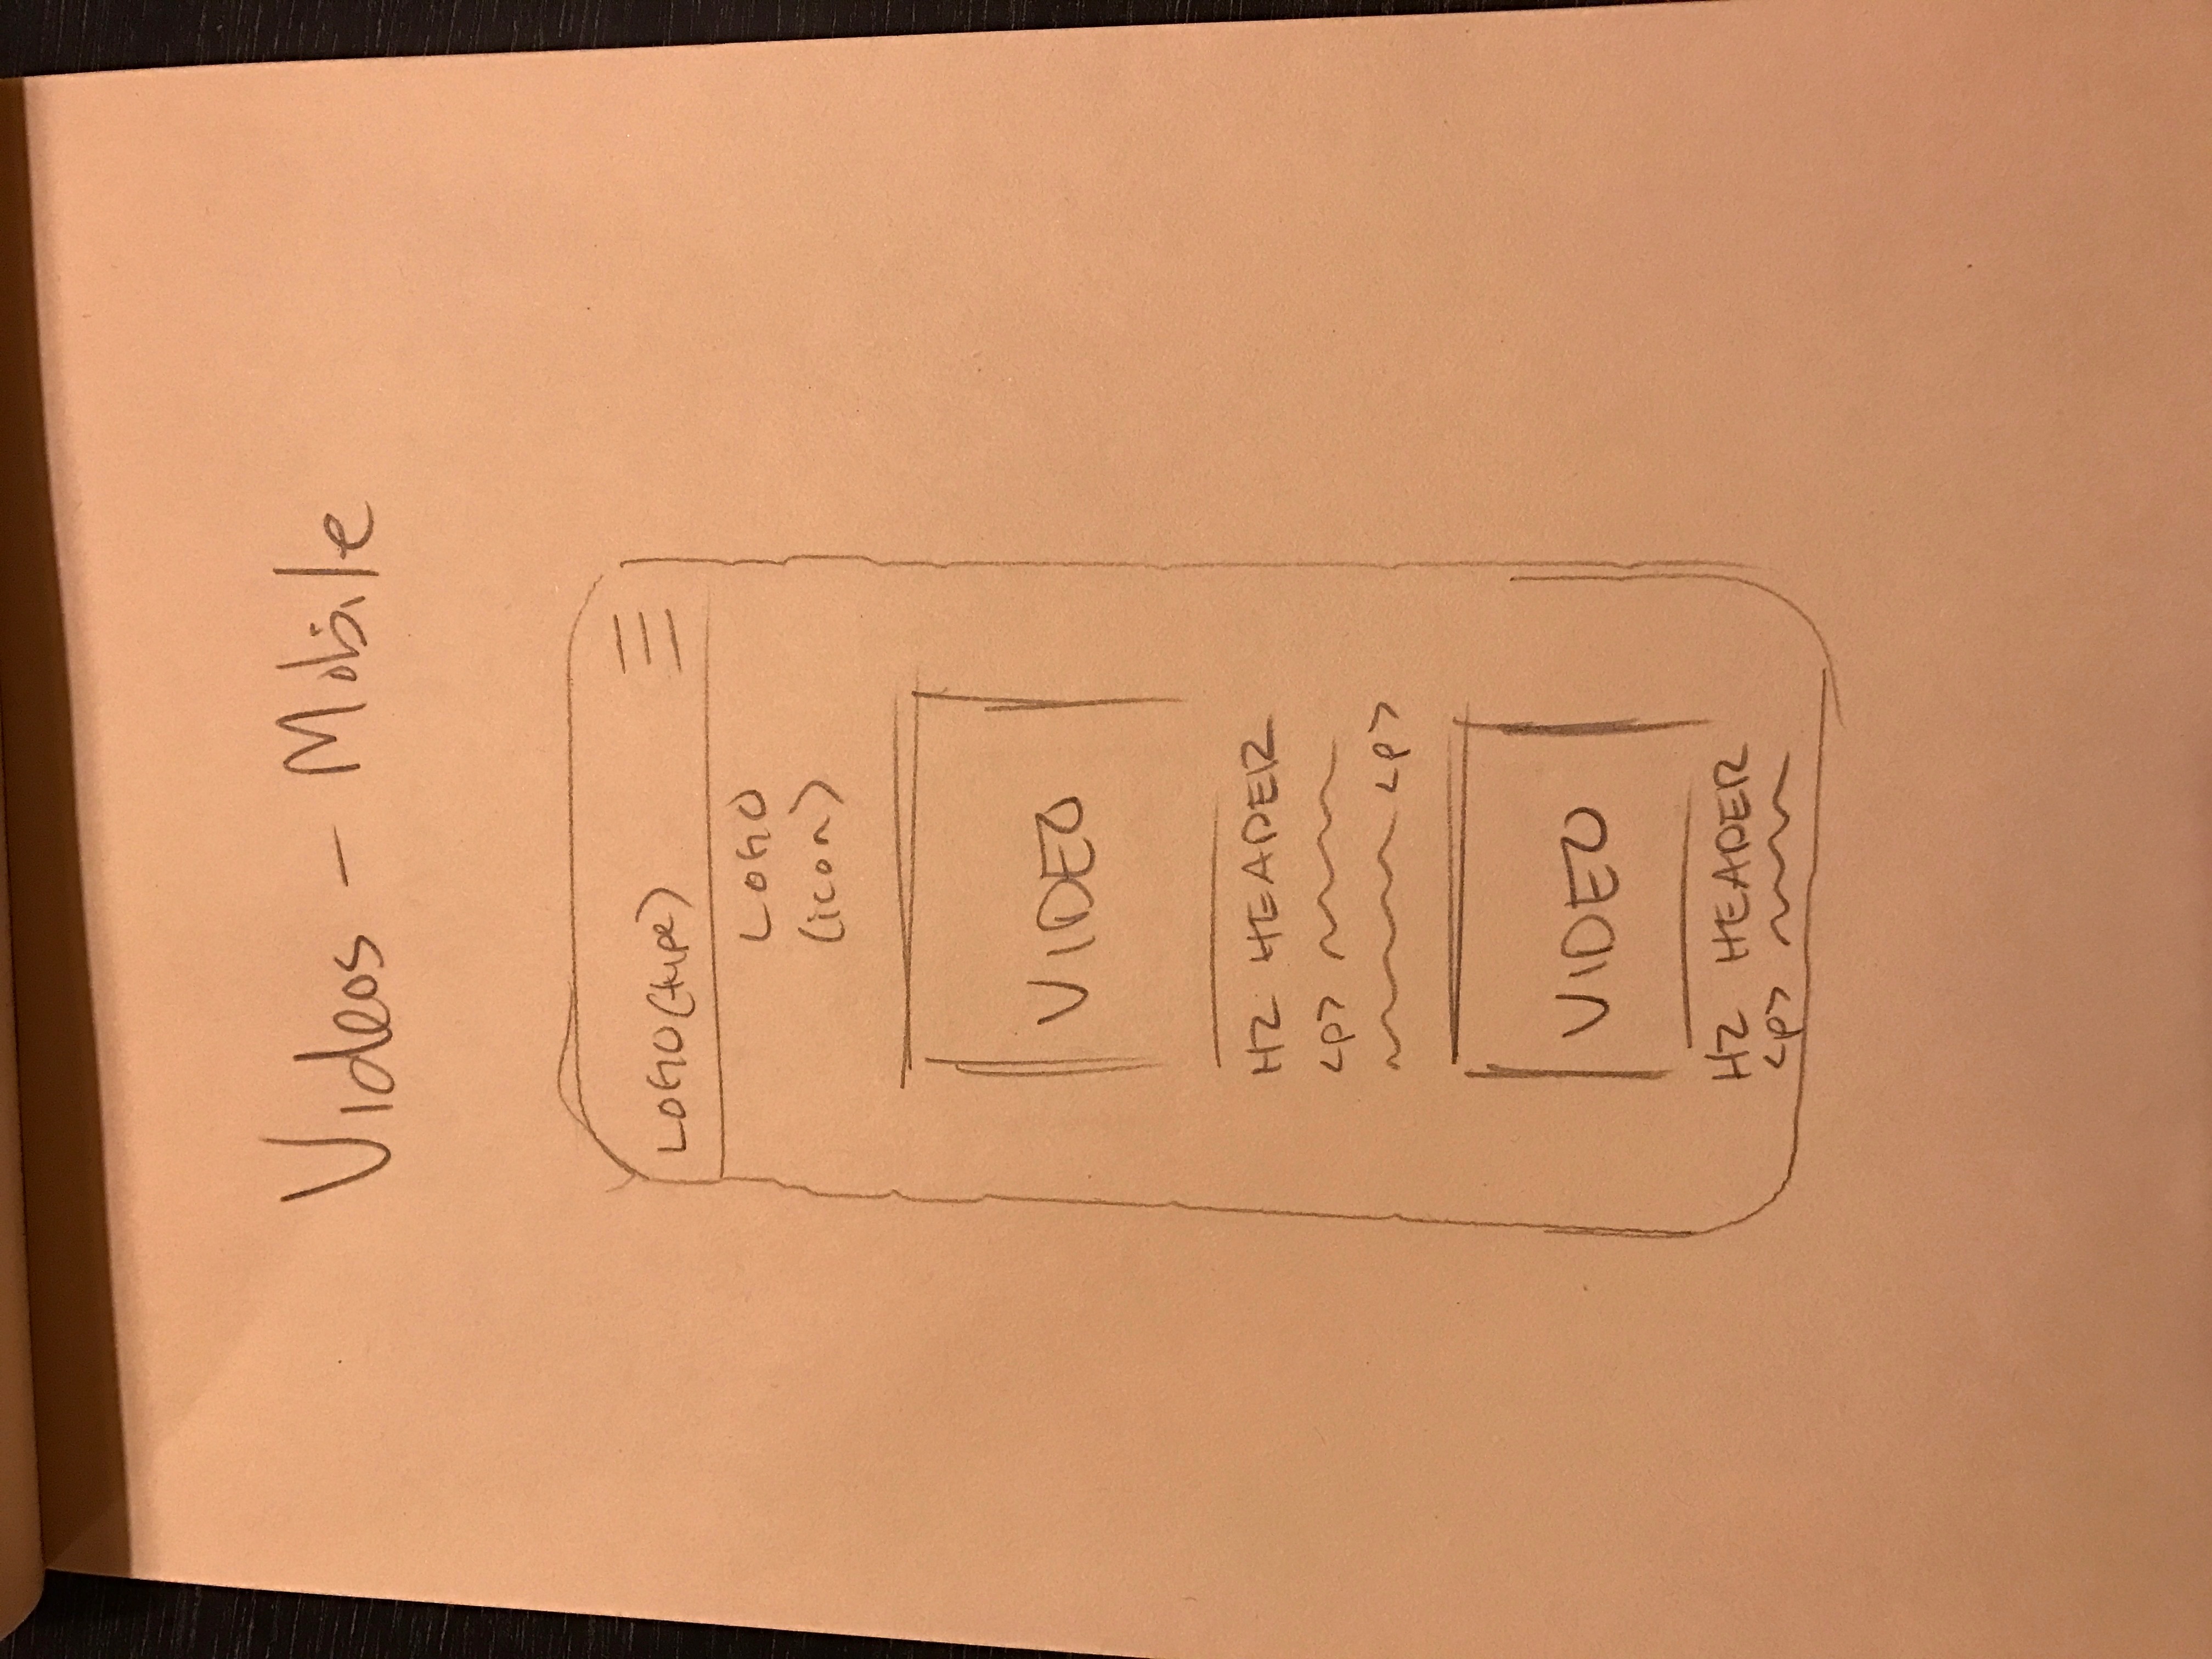 Videos - Mobile
LOGO (type)
LOGO
(icon)
VIDEO
H2 HEADER
<p>
<p>
VIDEO
H2 HEADER
<p>